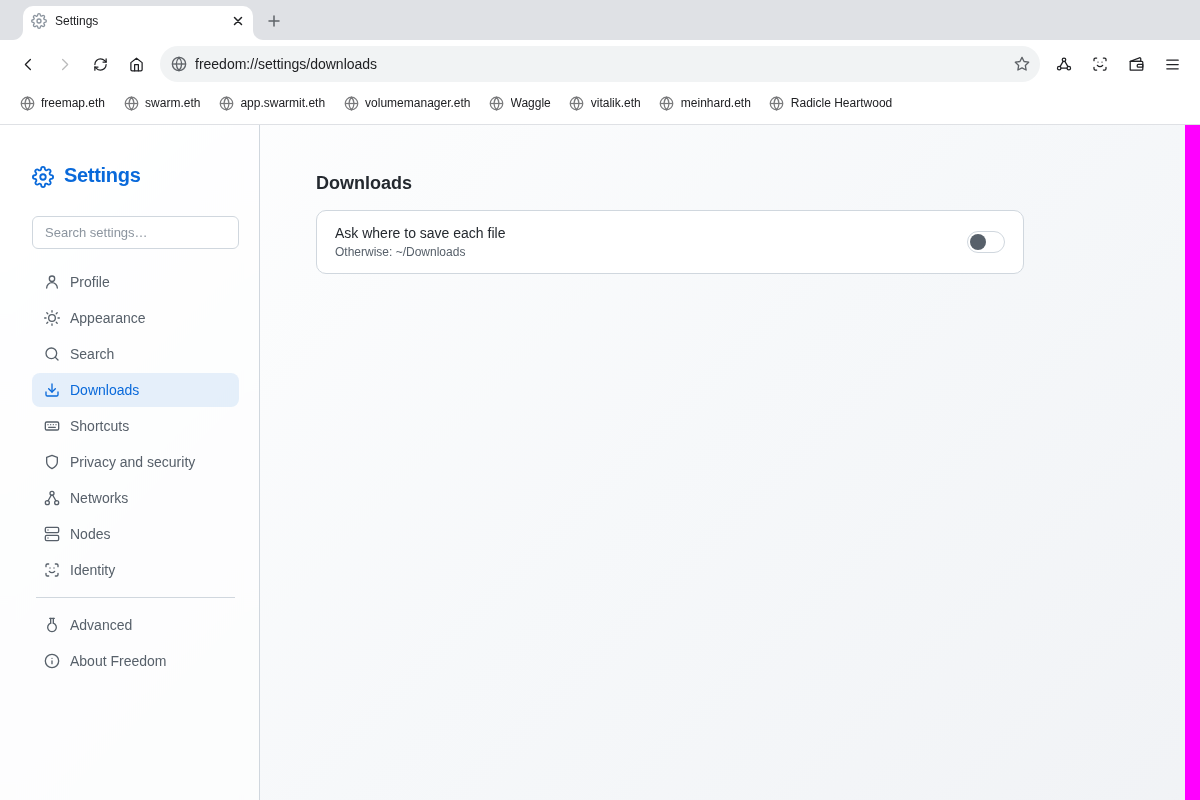 Settings
freedom://settings/downloads
freemap.eth
swarm.eth
app.swarmit.eth
volumemanager.eth
Waggle
vitalik.eth
meinhard.eth
Radicle Heartwood
Settings
Search settings…
Profile
Appearance
Search
Downloads
Shortcuts
Privacy and security
Networks
Nodes
Identity
Advanced
About Freedom
Downloads
Ask where to save each file
Otherwise: ~/Downloads